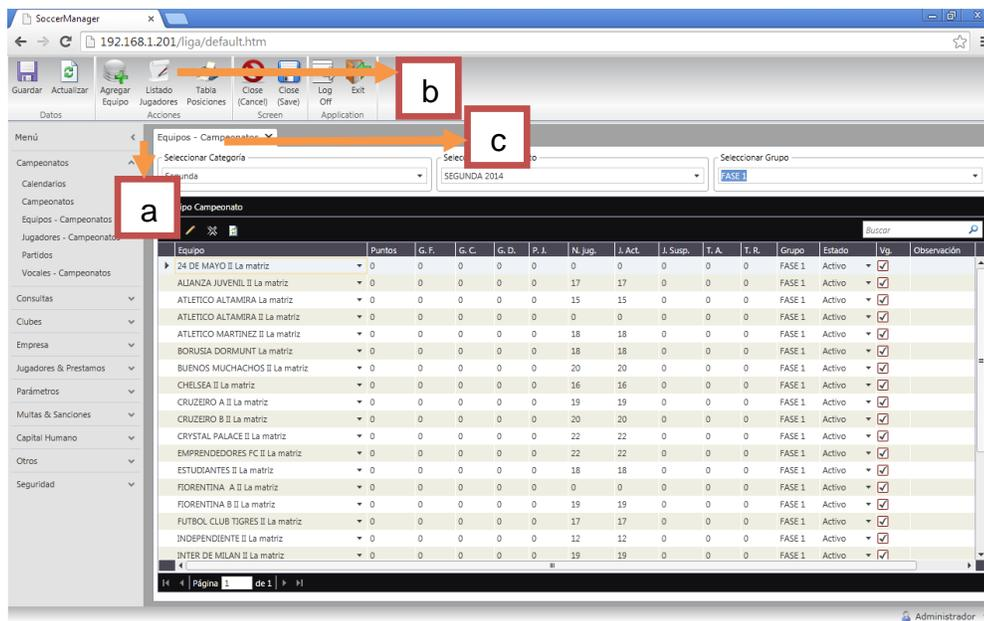 SoccerManager
192.168.1.201/liga/default.htm
Guardar Actualizar Agregar Equipo Listado Jugadores Tabla Posiciones Close (Cancel) Close (Save) Log Off Exit
Datos Acciones Screen Application
b
Menú
Equipos - Campeonatos
c
Campeonatos
Calendarios
Campeonatos
Equipos - Campeonatos
Jugadores - Campeonatos
Partidos
Vocales - Campeonatos
Consultas
Clubes
Empresa
Jugadores & Prestamos
Parámetros
Multas & Sanciones
Capital Humano
Otros
Seguridad
a
Seleccionar Categoría Seleccionar Grupo
Segunda SEGUNDA 2014 FASE 1
Campeonato
Buscar
Equipo Puntos G. F. G. C. G. D. P. J. N. jug. J. Act. J. Susp. T. A. T. R. Grupo Estado Vg. Observación
24 DE MAYO II La matriz 0 0 0 0 0 0 0 0 0 0 FASE 1 Activo
ALIANZA JUVENIL II La matriz 0 0 0 0 0 17 17 0 0 0 FASE 1 Activo
ATLETICO ALTAMIRA La matriz 0 0 0 0 0 15 15 0 0 0 FASE 1 Activo
ATLETICO ALTAMIRA II La matriz 0 0 0 0 0 0 0 0 0 0 FASE 1 Activo
ATLETICO MARTINEZ II La matriz 0 0 0 0 0 18 18 0 0 0 FASE 1 Activo
BORUSIA DORMUNT La matriz 0 0 0 0 0 18 18 0 0 0 FASE 1 Activo
BUENOS MUCHACHOS II La matriz 0 0 0 0 0 20 20 0 0 0 FASE 1 Activo
CHELSEA II La matriz 0 0 0 0 0 16 16 0 0 0 FASE 1 Activo
CRUZEIRO A II La matriz 0 0 0 0 0 19 19 0 0 0 FASE 1 Activo
CRUZEIRO B II La matriz 0 0 0 0 0 20 20 0 0 0 FASE 1 Activo
CRYSTAL PALACE II La matriz 0 0 0 0 0 22 22 0 0 0 FASE 1 Activo
EMPRENDEDORES FC II La matriz 0 0 0 0 0 22 22 0 0 0 FASE 1 Activo
ESTUDIANTES II La matriz 0 0 0 0 0 18 18 0 0 0 FASE 1 Activo
FIORENTINA A II La matriz 0 0 0 0 0 0 0 0 0 0 FASE 1 Activo
FIORENTINA B II La matriz 0 0 0 0 0 19 19 0 0 0 FASE 1 Activo
FUTBOL CLUB TIGRES II La matriz 0 0 0 0 0 17 17 0 0 0 FASE 1 Activo
INDEPENDIENTE II La matriz 0 0 0 0 0 12 12 0 0 0 FASE 1 Activo
INTER DE MILAN II La matriz 0 0 0 0 0 19 19 0 0 0 FASE 1 Activo
Página 1 de 1
Administrador